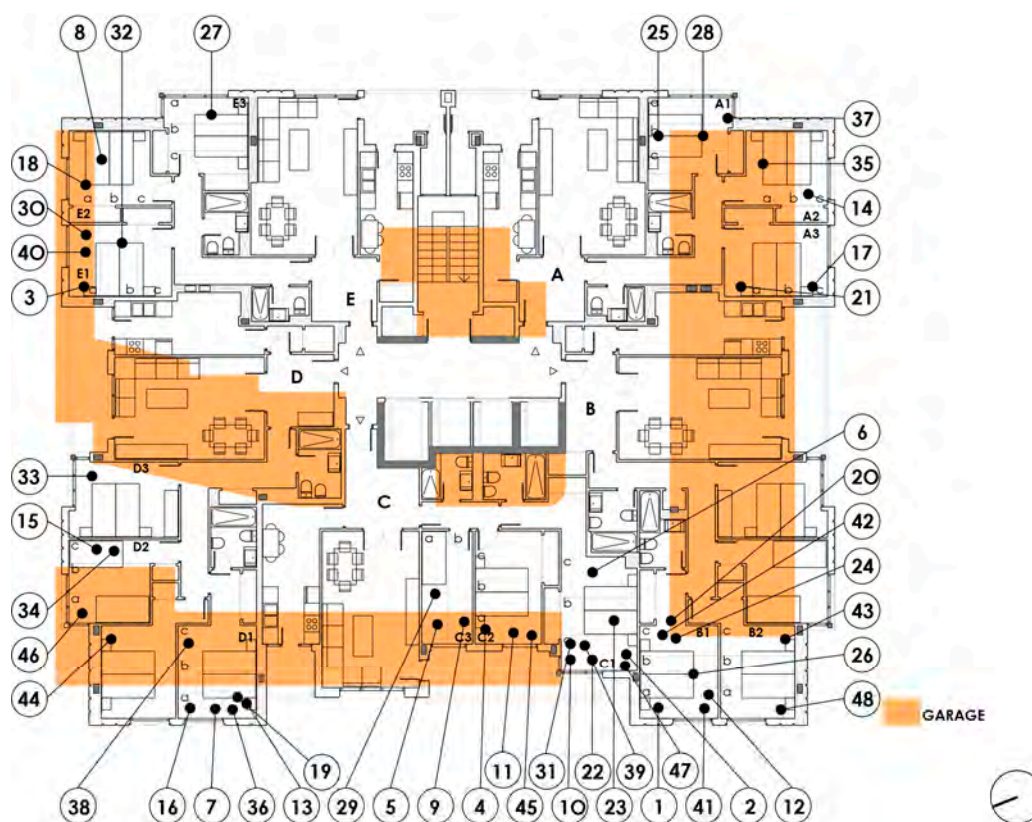 8 32 27 25 28
E3 A1
37
18 35
a b c a b c 14
30 E2 A2
A3
40 17
3 E1 A 21
a b c
E
D
B
6
33 D3 C 20
15 D2 42
24
34 43
46 D1 C3 C2 B1 B2
C1 26
44 48
GARAGE
19 11 31 22 39 47
38 16 7 36 13 29 5 9 4 45 10 23 1 41 2 12